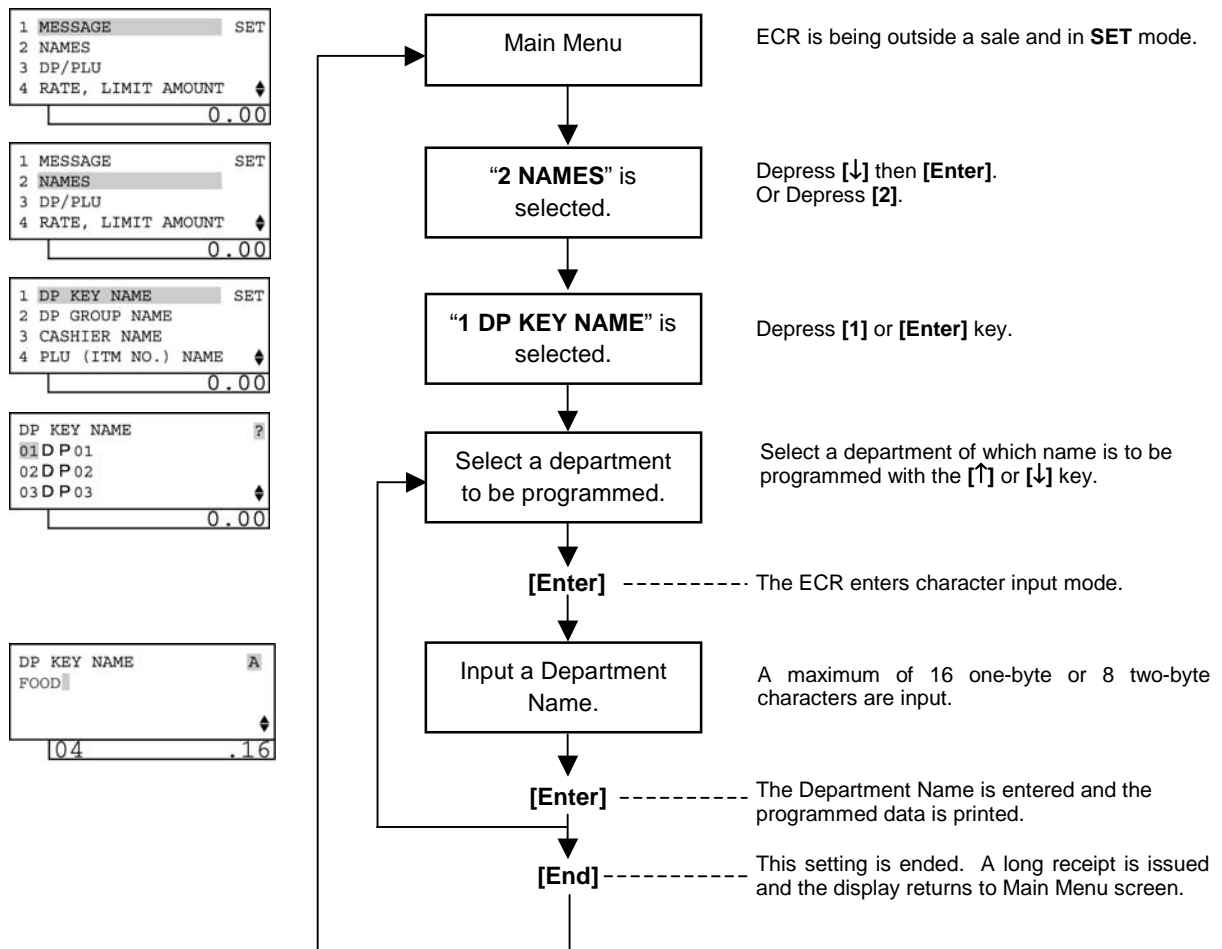 1 MESSAGE SET
2 NAMES
3 DP/PLU
4 RATE, LIMIT AMOUNT
0.00
Main Menu
ECR is being outside a sale and in SET mode.
1 MESSAGE SET
2 NAMES
3 DP/PLU
4 RATE, LIMIT AMOUNT
0.00
“2 NAMES” is
selected.
Depress [↓] then [Enter].
Or Depress [2].
1 DP KEY NAME SET
2 DP GROUP NAME
3 CASHIER NAME
4 PLU (ITM NO.) NAME
0.00
“1 DP KEY NAME” is
selected.
Depress [1] or [Enter] key.
DP KEY NAME ?
01DP01
02DP02
03DP03
0.00
Select a department
to be programmed.
Select a department of which name is to be
programmed with the [↑] or [↓] key.
[Enter]
The ECR enters character input mode.
DP KEY NAME A
FOOD
04 .16
Input a Department
Name.
A maximum of 16 one-byte or 8 two-byte
characters are input.
[Enter]
The Department Name is entered and the
programmed data is printed.
[End]
This setting is ended. A long receipt is issued
and the display returns to Main Menu screen.